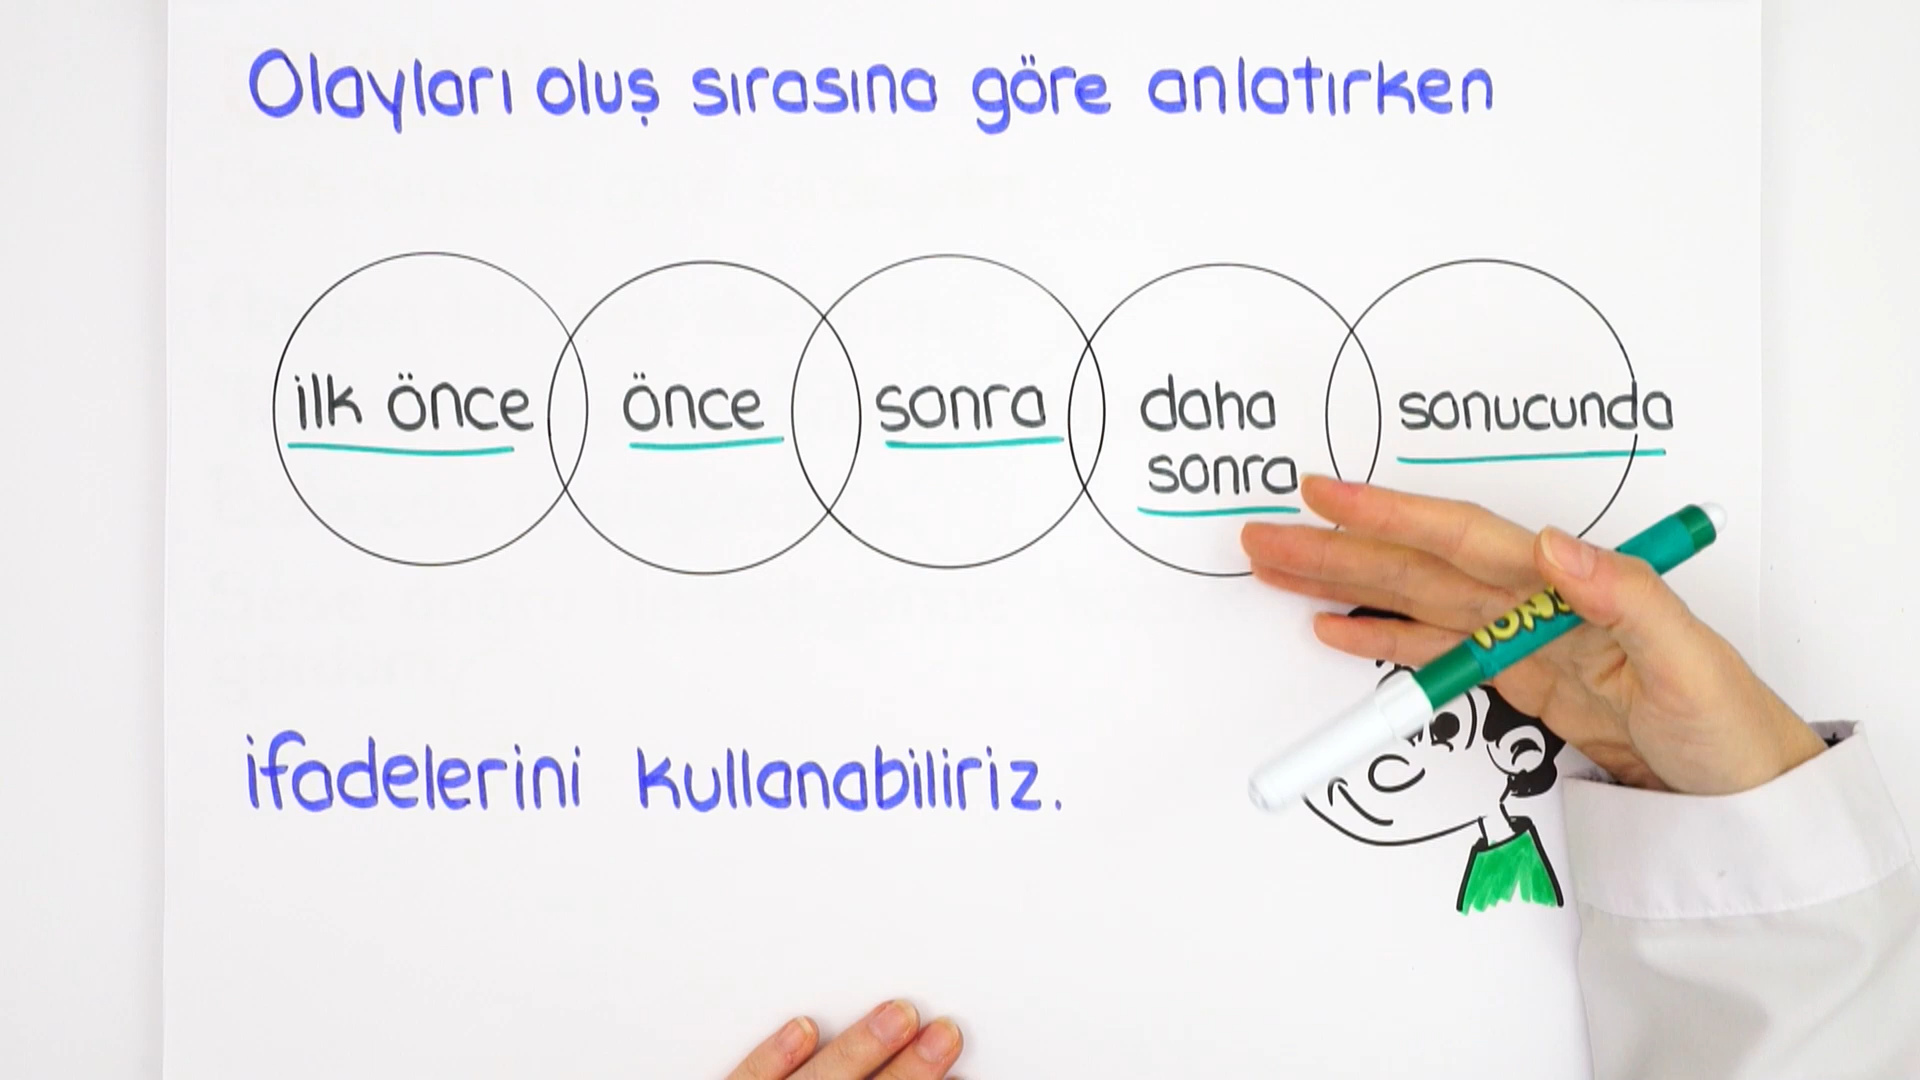 Olayları oluş sırasına göre anlatırken
ilk önce
önce
sonra
daha
sonra
sonucunda
ifadelerini kullanabiliriz.